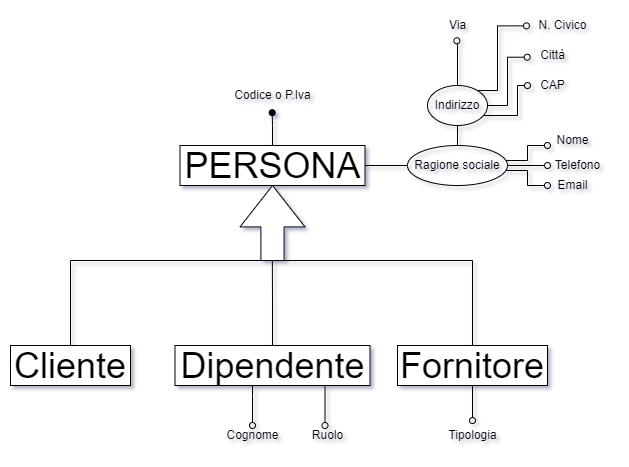 Via
N. Civico
Città
CAP
Codice o P.Iva
Indirizzo
PERSONA
Ragione sociale
Nome
Telefono
Email
Cliente
Dipendente
Fornitore
Cognome
Ruolo
Tipologia